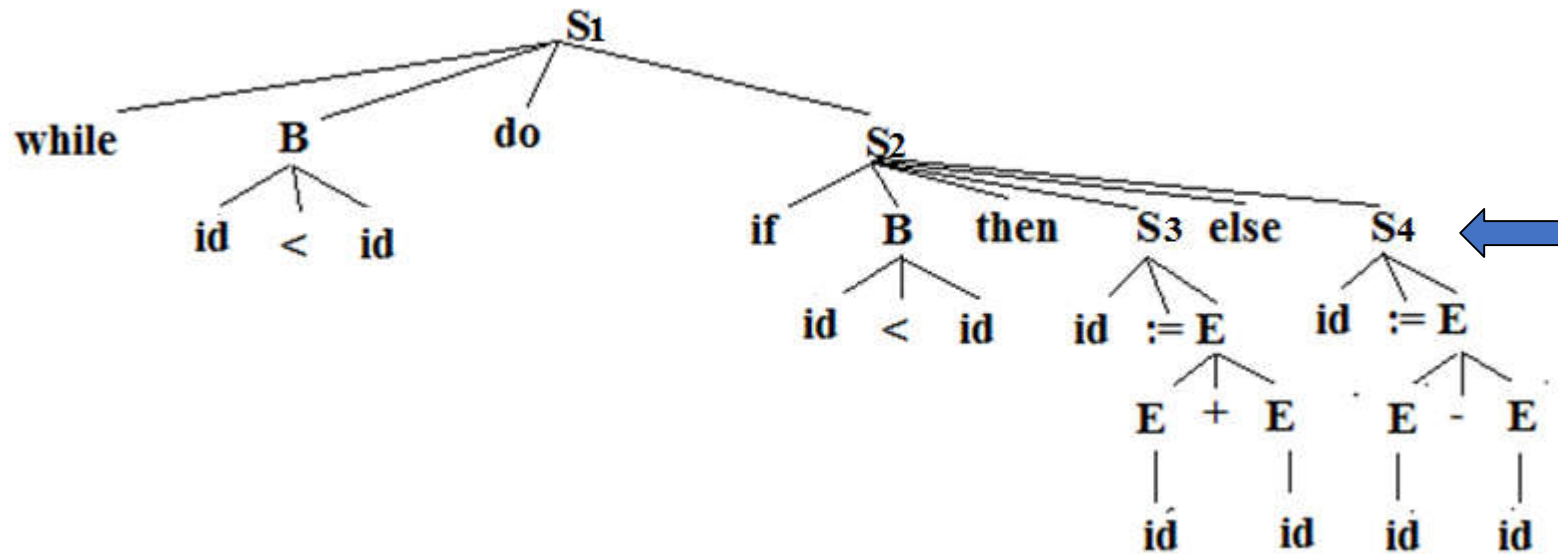 S1
while B do S2
id < id if B then S3 else S4
id < id id := E id := E
E + E E - E
id id id id